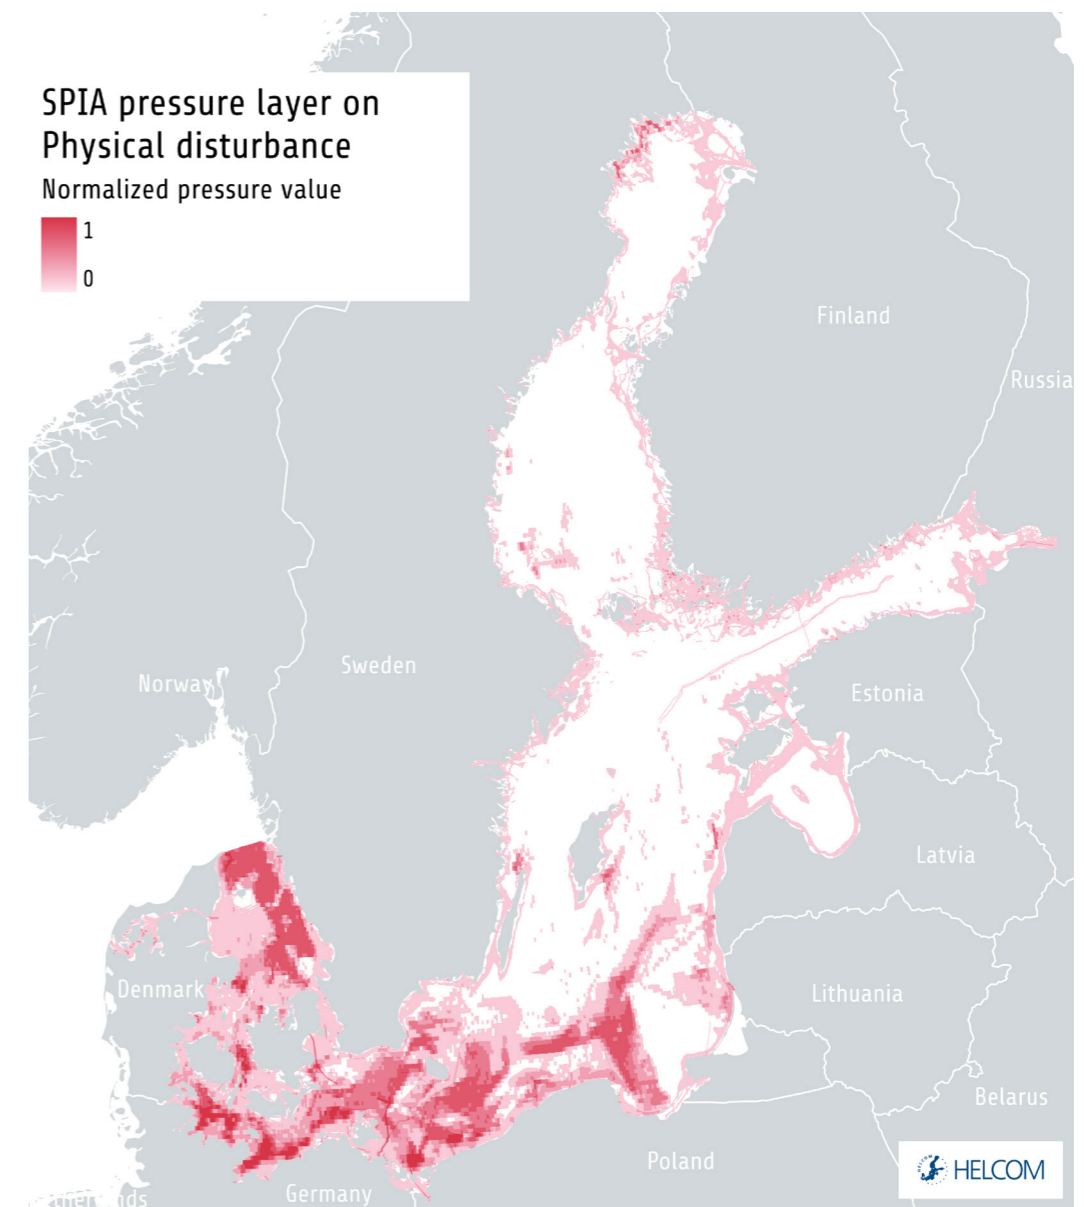 SPIA pressure layer on
Physical disturbance
Normalized pressure value
1
0
Finland
Russia
Sweden
Norway
Estonia
Latvia
Denmark
Lithuania
Belarus
Poland
Germany
HELCOM